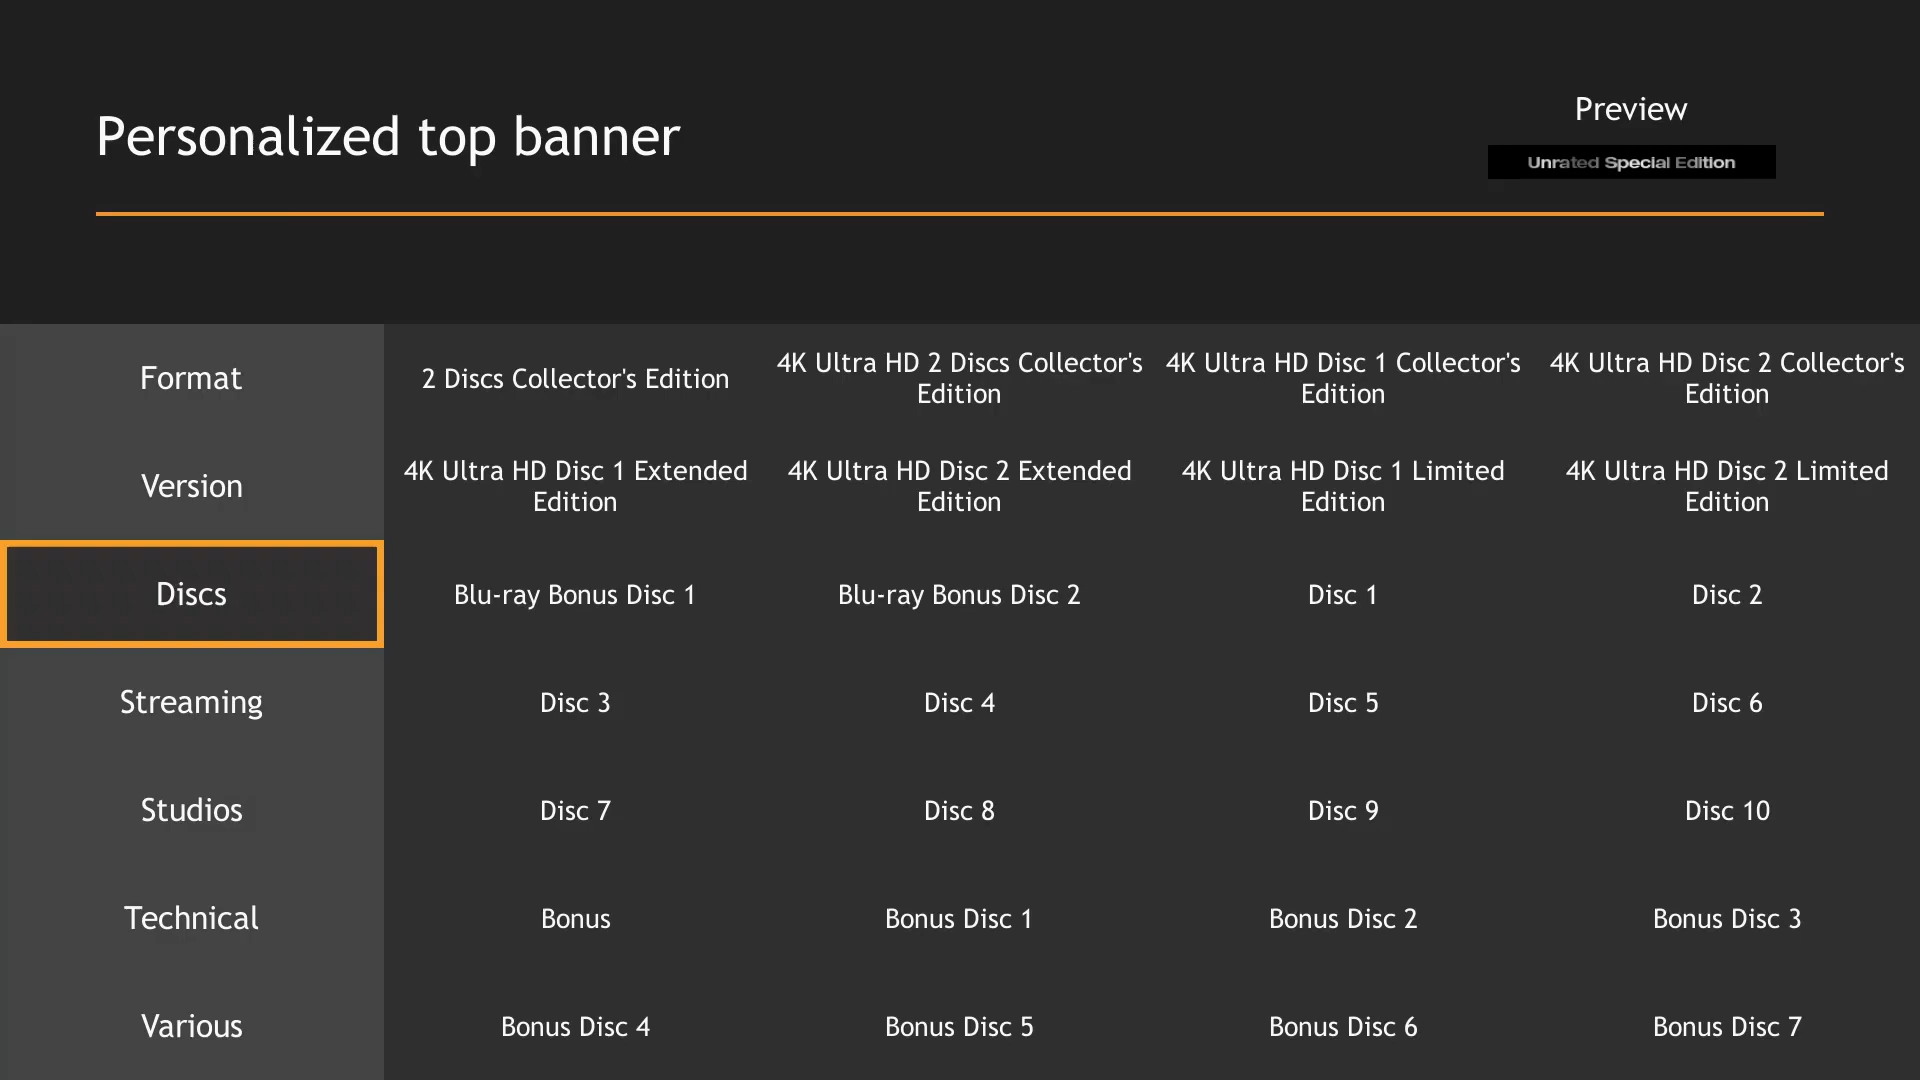 Personalized top banner
Preview
Unrated Special Edition
Format
2 Discs Collector's Edition
4K Ultra HD 2 Discs Collector's
Edition
4K Ultra HD Disc 1 Collector's
Edition
4K Ultra HD Disc 2 Collector's
Edition
Version
4K Ultra HD Disc 1 Extended
Edition
4K Ultra HD Disc 2 Extended
Edition
4K Ultra HD Disc 1 Limited
Edition
4K Ultra HD Disc 2 Limited
Edition
Discs
Blu-ray Bonus Disc 1
Blu-ray Bonus Disc 2
Disc 1
Disc 2
Streaming
Disc 3
Disc 4
Disc 5
Disc 6
Studios
Disc 7
Disc 8
Disc 9
Disc 10
Technical
Bonus
Bonus Disc 1
Bonus Disc 2
Bonus Disc 3
Various
Bonus Disc 4
Bonus Disc 5
Bonus Disc 6
Bonus Disc 7